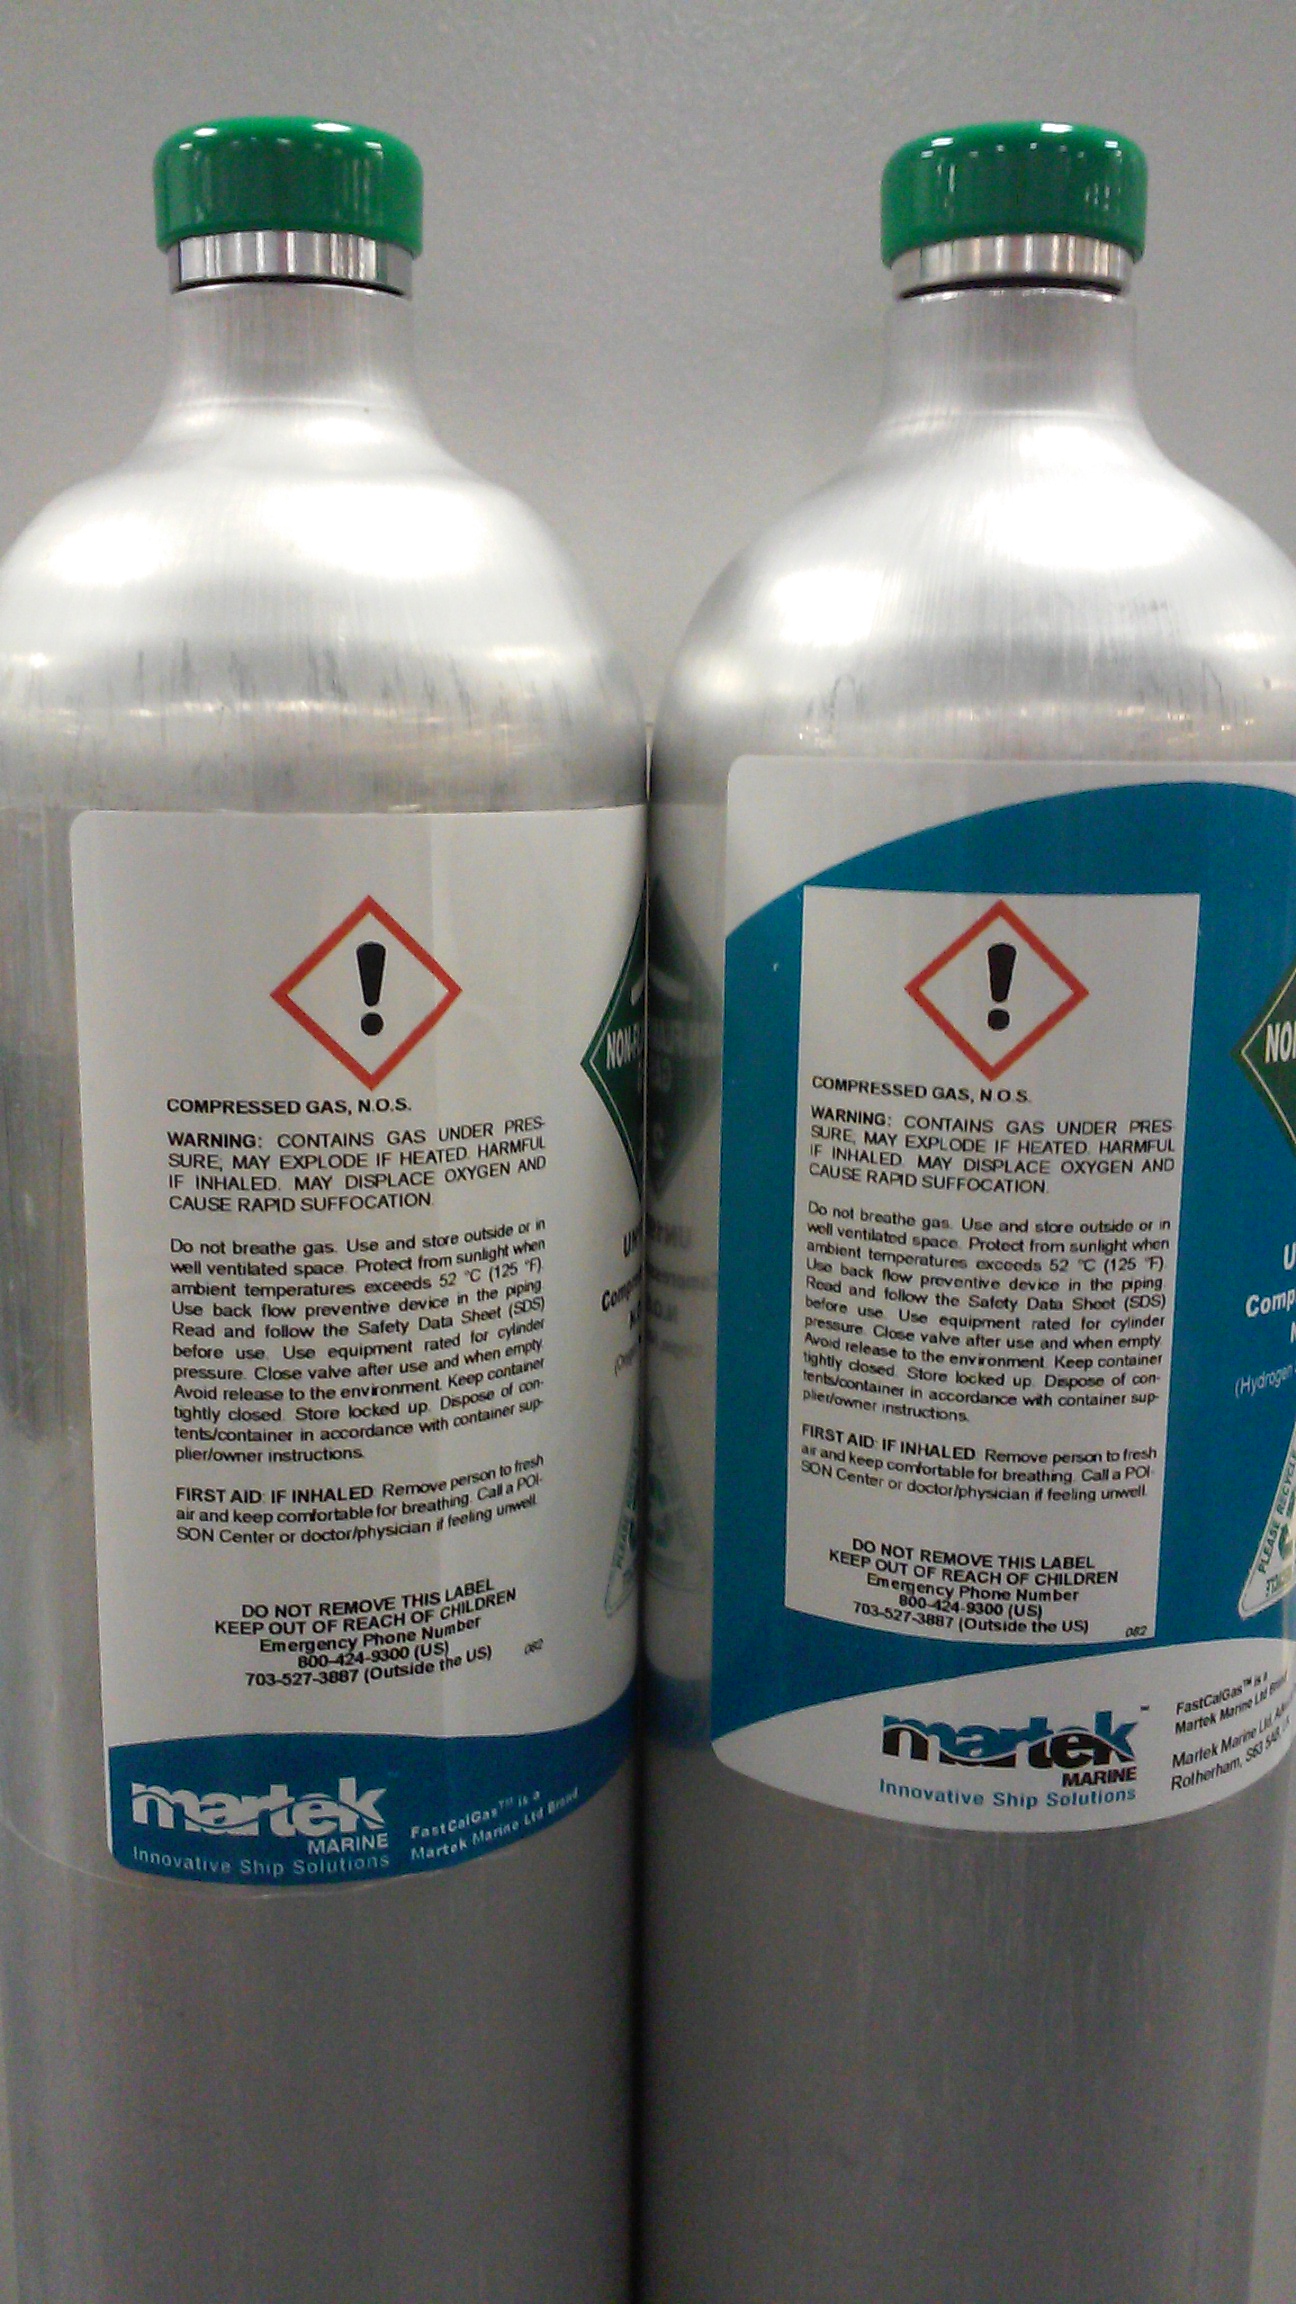 COMPRESSED GAS, N.O.S.
WARNING: CONTAINS GAS UNDER PRES-
SURE; MAY EXPLODE IF HEATED. HARMFUL
IF INHALED. MAY DISPLACE OXYGEN AND
CAUSE RAPID SUFFOCATION.
Do not breathe gas. Use and store outside or in
well ventilated space. Protect from sunlight when
ambient temperatures exceeds 52 °C (125 °F).
Use back flow preventive device in the piping.
Read and follow the Safety Data Sheet (SDS)
before use. Use equipment rated for cylinder
pressure. Close valve after use and when empty.
Avoid release to the environment. Keep container
tightly closed. Store locked up. Dispose of con-
tents/container in accordance with container sup-
plier/owner instructions.
FIRST AID: IF INHALED: Remove person to fresh
air and keep comfortable for breathing. Call a POI-
SON Center or doctor/physician if feeling unwell.
DO NOT REMOVE THIS LABEL
KEEP OUT OF REACH OF CHILDREN
Emergency Phone Number
800-424-9300 (US)
703-527-3887 (Outside the US)
082
martek
MARINE
Innovative Ship Solutions
FastCalGas™ is a
Martek Marine Ltd Brand
COMPRESSED GAS, N.O.S.
WARNING: CONTAINS GAS UNDER PRES-
SURE; MAY EXPLODE IF HEATED. HARMFUL
IF INHALED. MAY DISPLACE OXYGEN AND
CAUSE RAPID SUFFOCATION.
Do not breathe gas. Use and store outside or in
well ventilated space. Protect from sunlight when
ambient temperatures exceeds 52 °C (125 °F).
Use back flow preventive device in the piping.
Read and follow the Safety Data Sheet (SDS)
before use. Use equipment rated for cylinder
pressure. Close valve after use and when empty.
Avoid release to the environment. Keep container
tightly closed. Store locked up. Dispose of con-
tents/container in accordance with container sup-
plier/owner instructions.
FIRST AID: IF INHALED: Remove person to fresh
air and keep comfortable for breathing. Call a POI-
SON Center or doctor/physician if feeling unwell.
DO NOT REMOVE THIS LABEL
KEEP OUT OF REACH OF CHILDREN
Emergency Phone Number
800-424-9300 (US)
703-527-3887 (Outside the US)
082
(Hydrogen
PLEASE RECYCLE
martek™
MARINE
Innovative Ship Solutions
FastCalGas™ is a
Martek Marine Ltd Brand
Martek Marine Ltd,
Rotherham, S63